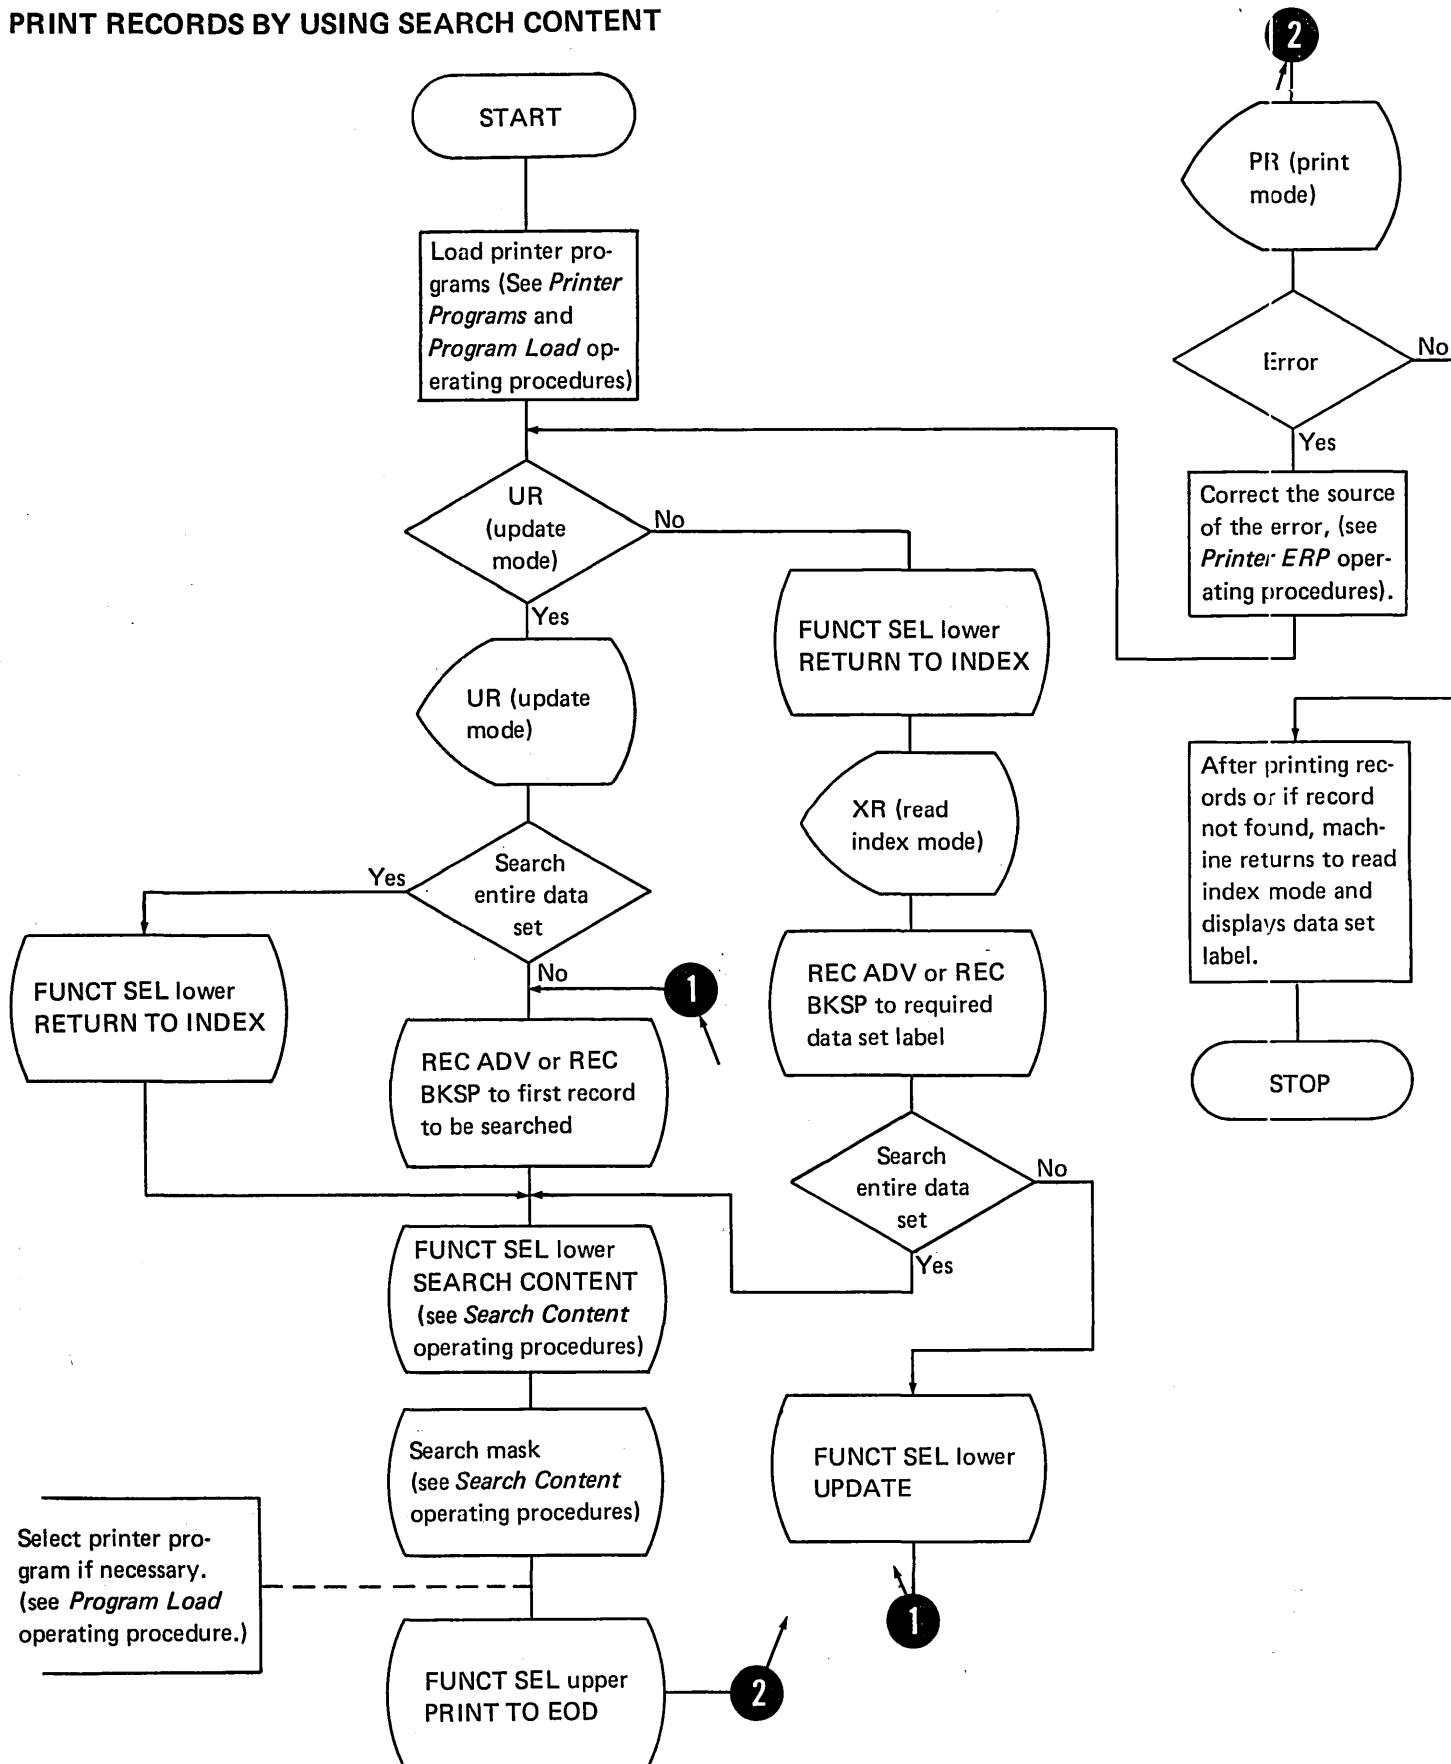 PRINT RECORDS BY USING SEARCH CONTENT
START
Load printer pro-
grams (See Printer
Programs and
Program Load op-
erating procedures)
UR
(update
mode)
No
Yes
UR (update
mode)
Search
entire data
set
Yes
No
1
FUNCT SEL lower
RETURN TO INDEX
REC ADV or REC
BKSP to first record
to be searched
FUNCT SEL lower
SEARCH CONTENT
(see Search Content
operating procedures)
Search mask
(see Search Content
operating procedures)
Select printer pro-
gram if necessary.
(see Program Load
operating procedure.)
FUNCT SEL upper
PRINT TO EOD
2
FUNCT SEL lower
RETURN TO INDEX
XR (read
index mode)
REC ADV or REC
BKSP to required
data set label
Search
entire data
set
No
Yes
FUNCT SEL lower
UPDATE
1
2
PR (print
mode)
Error
No
Yes
Correct the source
of the error, (see
Printer ERP oper-
ating procedures).
After printing rec-
ords or if record
not found, mach-
ine returns to read
index mode and
displays data set
label.
STOP